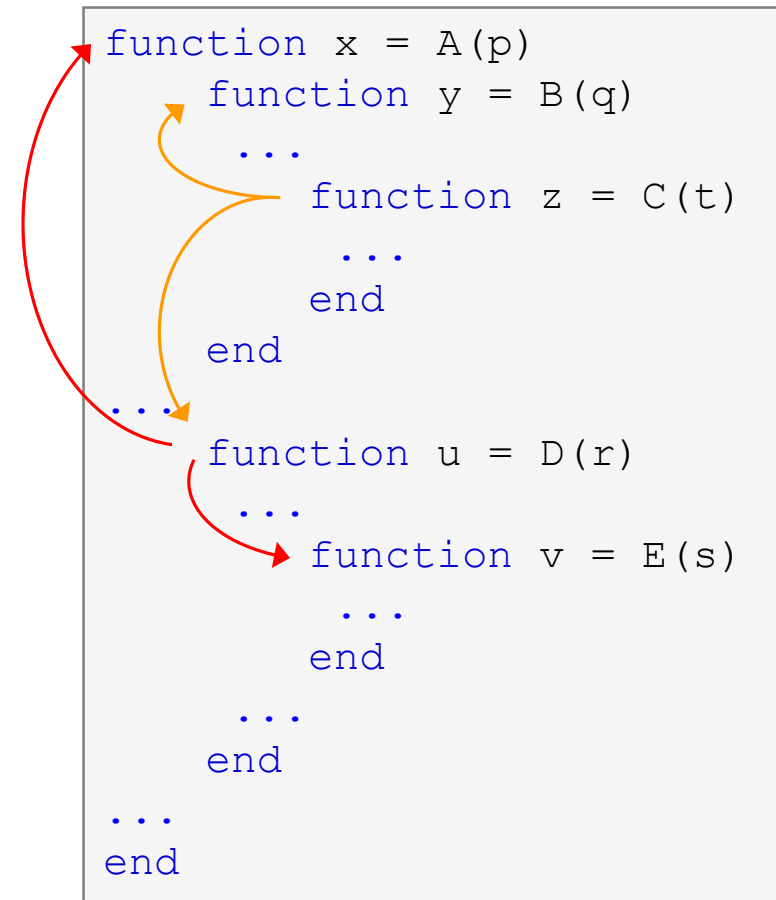 function x = A(p)
function y = B(q)
...
function z = C(t)
...
end
end
...
function u = D(r)
...
function v = E(s)
...
end
...
end
...
end